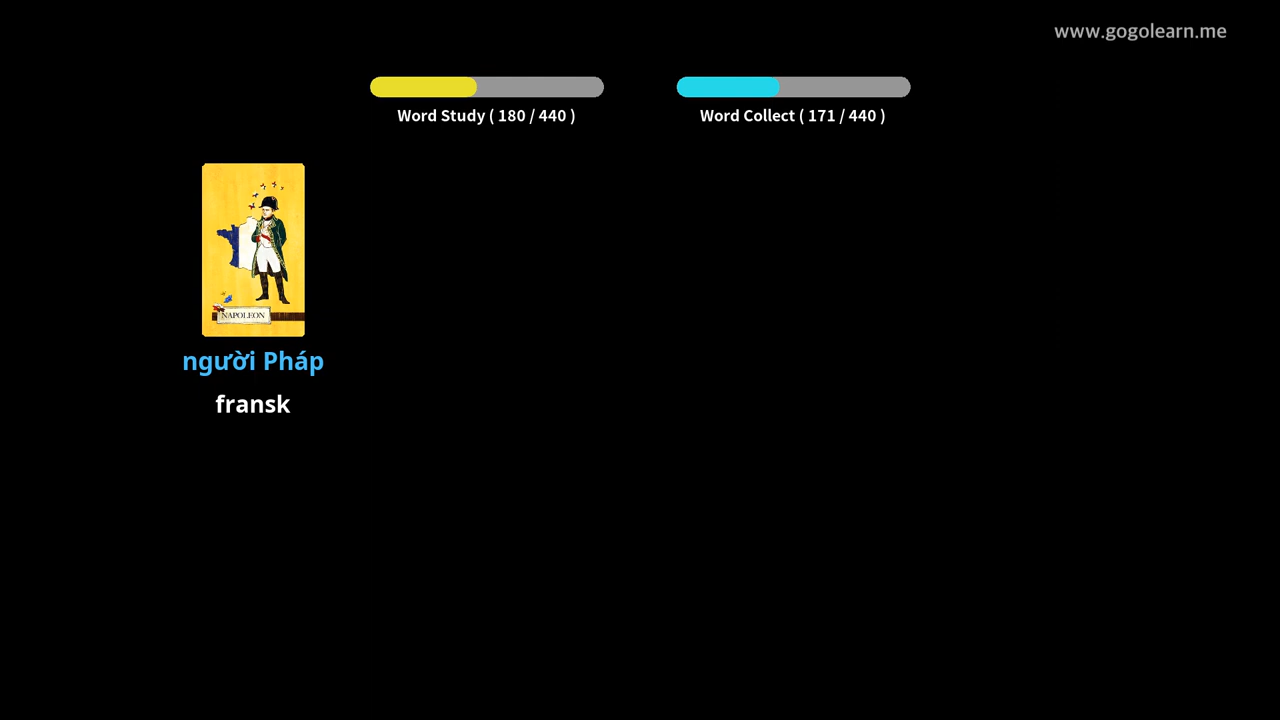 www.gogolearn.me
Word Study ( 180 / 440 )
Word Collect ( 171 / 440 )
NAPOLEON
người Pháp
fransk